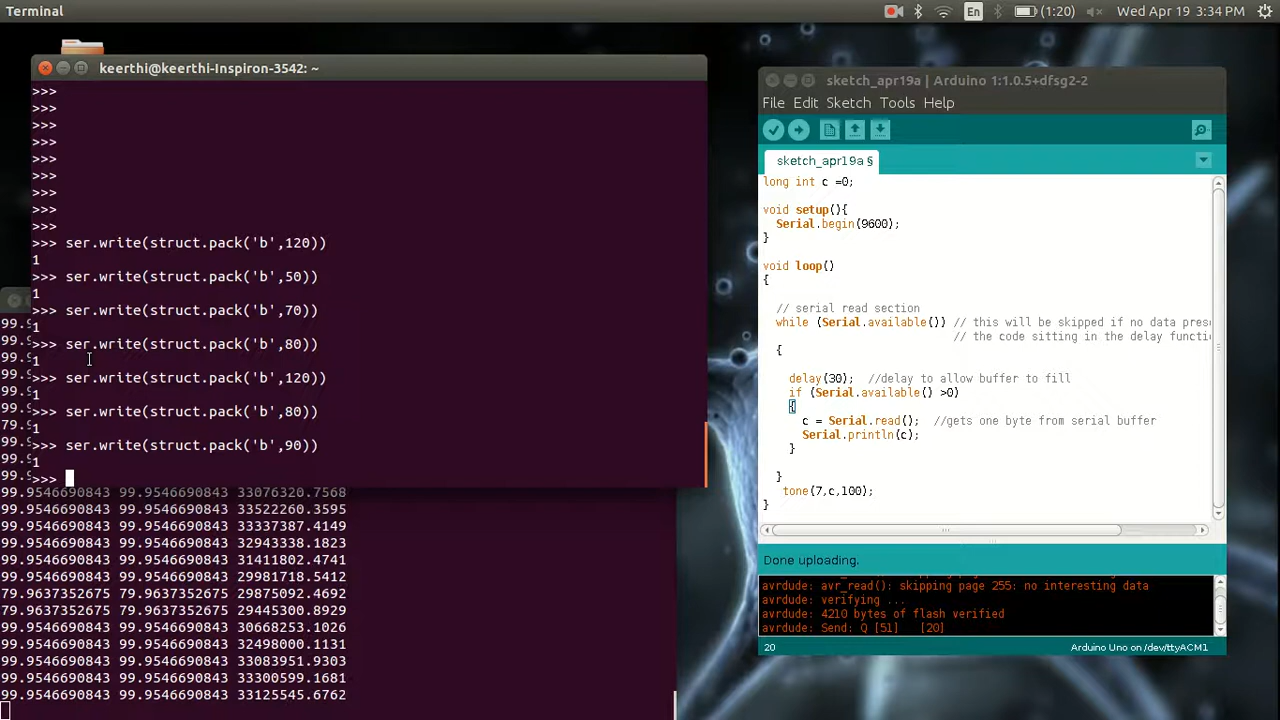 Terminal
En
(1:20)
Wed Apr 19 3:34 PM
keerthi@keerthi-Inspiron-3542: ~
>>>
>>>
>>>
>>>
>>>
>>>
>>>
>>>
>>>
>>> ser.write(struct.pack('b',120))
1
>>> ser.write(struct.pack('b',50))
1
>>> ser.write(struct.pack('b',70))
1
>>> ser.write(struct.pack('b',80))
1
>>> ser.write(struct.pack('b',120))
1
>>> ser.write(struct.pack('b',80))
1
>>> ser.write(struct.pack('b',90))
1
>>>
99.9546690843 99.9546690843 33076320.7568
99.9546690843 99.9546690843 33522260.3595
99.9546690843 99.9546690843 33337387.4149
99.9546690843 99.9546690843 32943338.1823
99.9546690843 99.9546690843 31411802.4741
99.9546690843 99.9546690843 29981718.5412
79.9637352675 79.9637352675 29875092.4692
79.9637352675 79.9637352675 29445300.8929
99.9546690843 99.9546690843 30668253.1026
99.9546690843 99.9546690843 32498000.1131
99.9546690843 99.9546690843 33083951.9303
99.9546690843 99.9546690843 33300599.1681
99.9546690843 99.9546690843 33125545.6762
sketch_apr19a | Arduino 1:1.0.5+dfsg2-2
File Edit Sketch Tools Help
sketch_apr19a §
long int c =0;
void setup(){
Serial.begin(9600);
}
void loop()
{
// serial read section
while (Serial.available()) // this will be skipped if no data pres
// the code sitting in the delay functi
{
delay(30); //delay to allow buffer to fill
if (Serial.available() >0)
{
c = Serial.read(); //gets one byte from serial buffer
Serial.println(c);
}
}
tone(7,c,100);
}
Done uploading.
avrdude: avr_read(): skipping page 255: no interesting data
avrdude: verifying ...
avrdude: 4210 bytes of flash verified
avrdude: Send: Q [51] [20]
20
Arduino Uno on /dev/ttyACM1